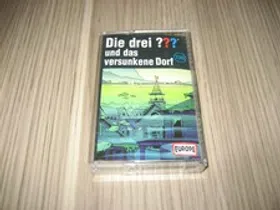 Die drei ???
und das
versunkene Dorf
EUROPA